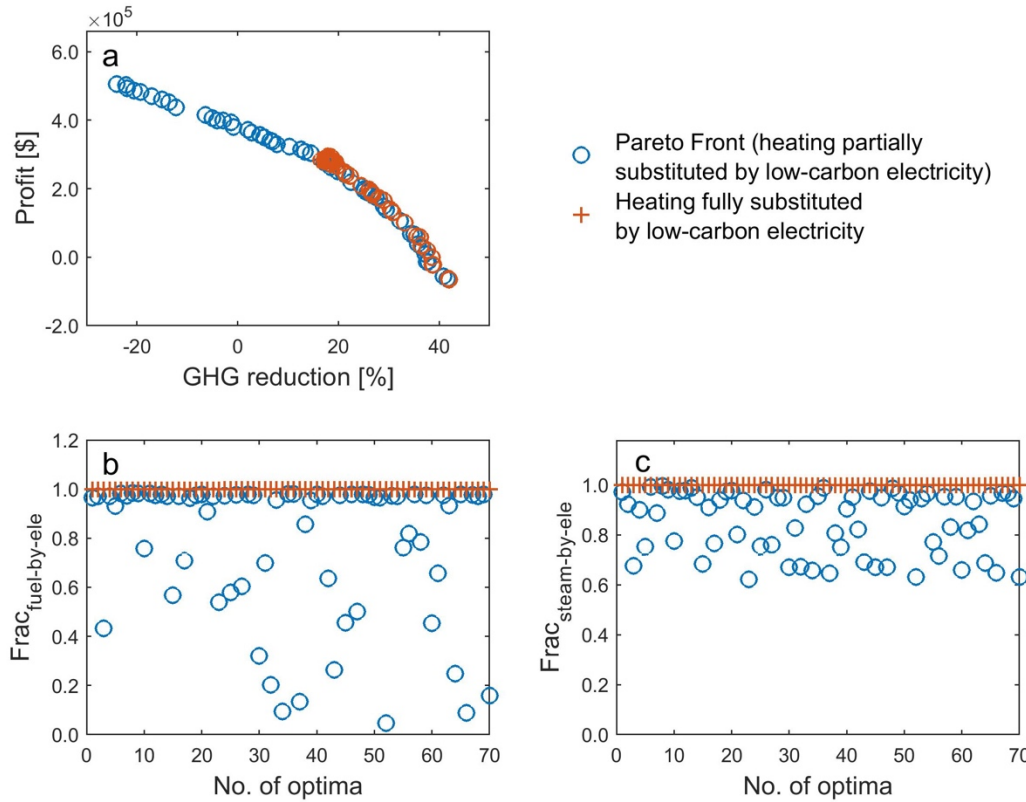 ×10⁵
a
6.0
4.0
2.0
0.0
-2.0
Profit [$]
-20 0 20 40
GHG reduction [%]
Pareto Front (heating partially
substituted by low-carbon electricity)
Heating fully substituted
by low-carbon electricity
b
1.2
1.0
0.8
0.6
0.4
0.2
0.0
Frac_fuel-by-ele
0 10 20 30 40 50 60 70
No. of optima
c
1.0
0.8
0.6
0.4
0.2
0.0
Frac_steam-by-ele
0 10 20 30 40 50 60 70
No. of optima